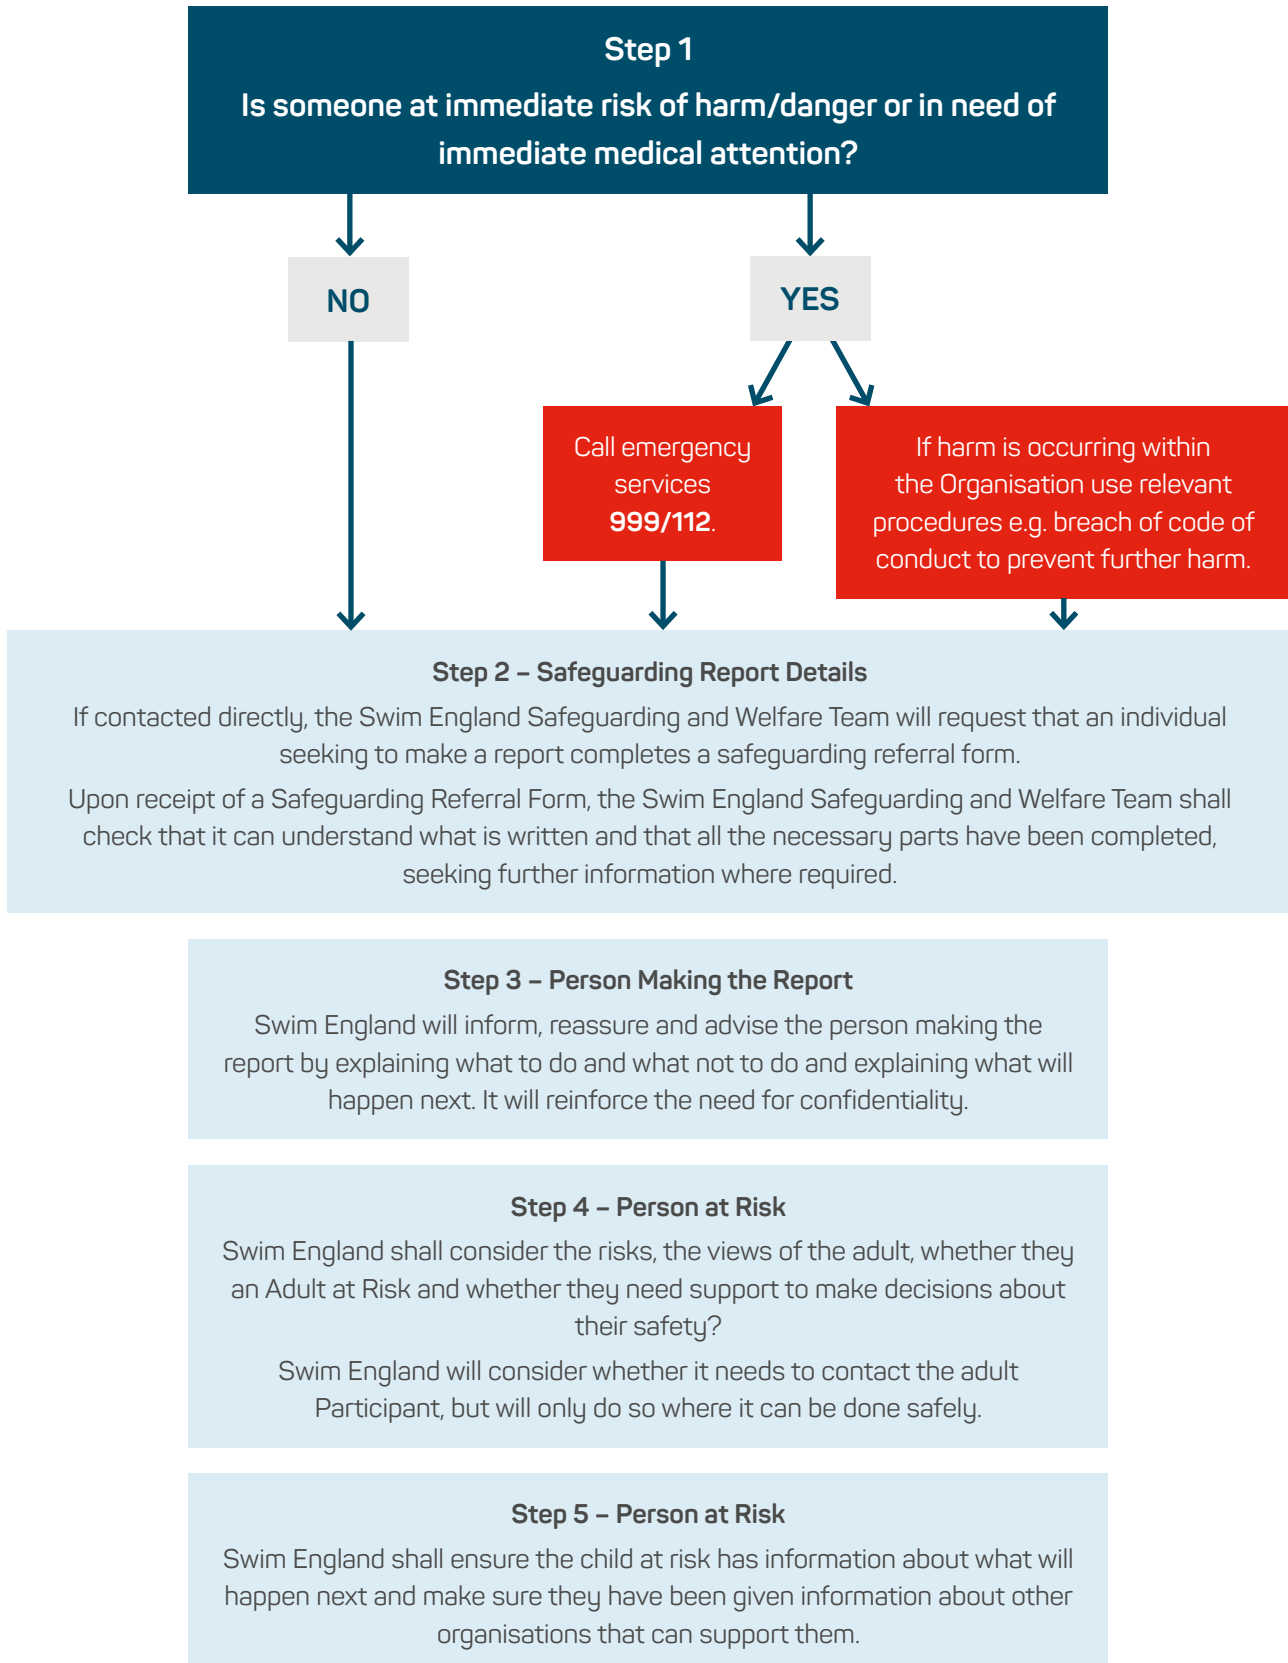 Step 1
Is someone at immediate risk of harm/danger or in need of
immediate medical attention?
NO
YES
Call emergency
services
999/112.
If harm is occurring within
the Organisation use relevant
procedures e.g. breach of code of
conduct to prevent further harm.
Step 2 – Safeguarding Report Details
If contacted directly, the Swim England Safeguarding and Welfare Team will request that an individual
seeking to make a report completes a safeguarding referral form.
Upon receipt of a Safeguarding Referral Form, the Swim England Safeguarding and Welfare Team shall
check that it can understand what is written and that all the necessary parts have been completed,
seeking further information where required.
Step 3 – Person Making the Report
Swim England will inform, reassure and advise the person making the
report by explaining what to do and what not to do and explaining what will
happen next. It will reinforce the need for confidentiality.
Step 4 – Person at Risk
Swim England shall consider the risks, the views of the adult, whether they
an Adult at Risk and whether they need support to make decisions about
their safety?
Swim England will consider whether it needs to contact the adult
Participant, but will only do so where it can be done safely.
Step 5 – Person at Risk
Swim England shall ensure the child at risk has information about what will
happen next and make sure they have been given information about other
organisations that can support them.